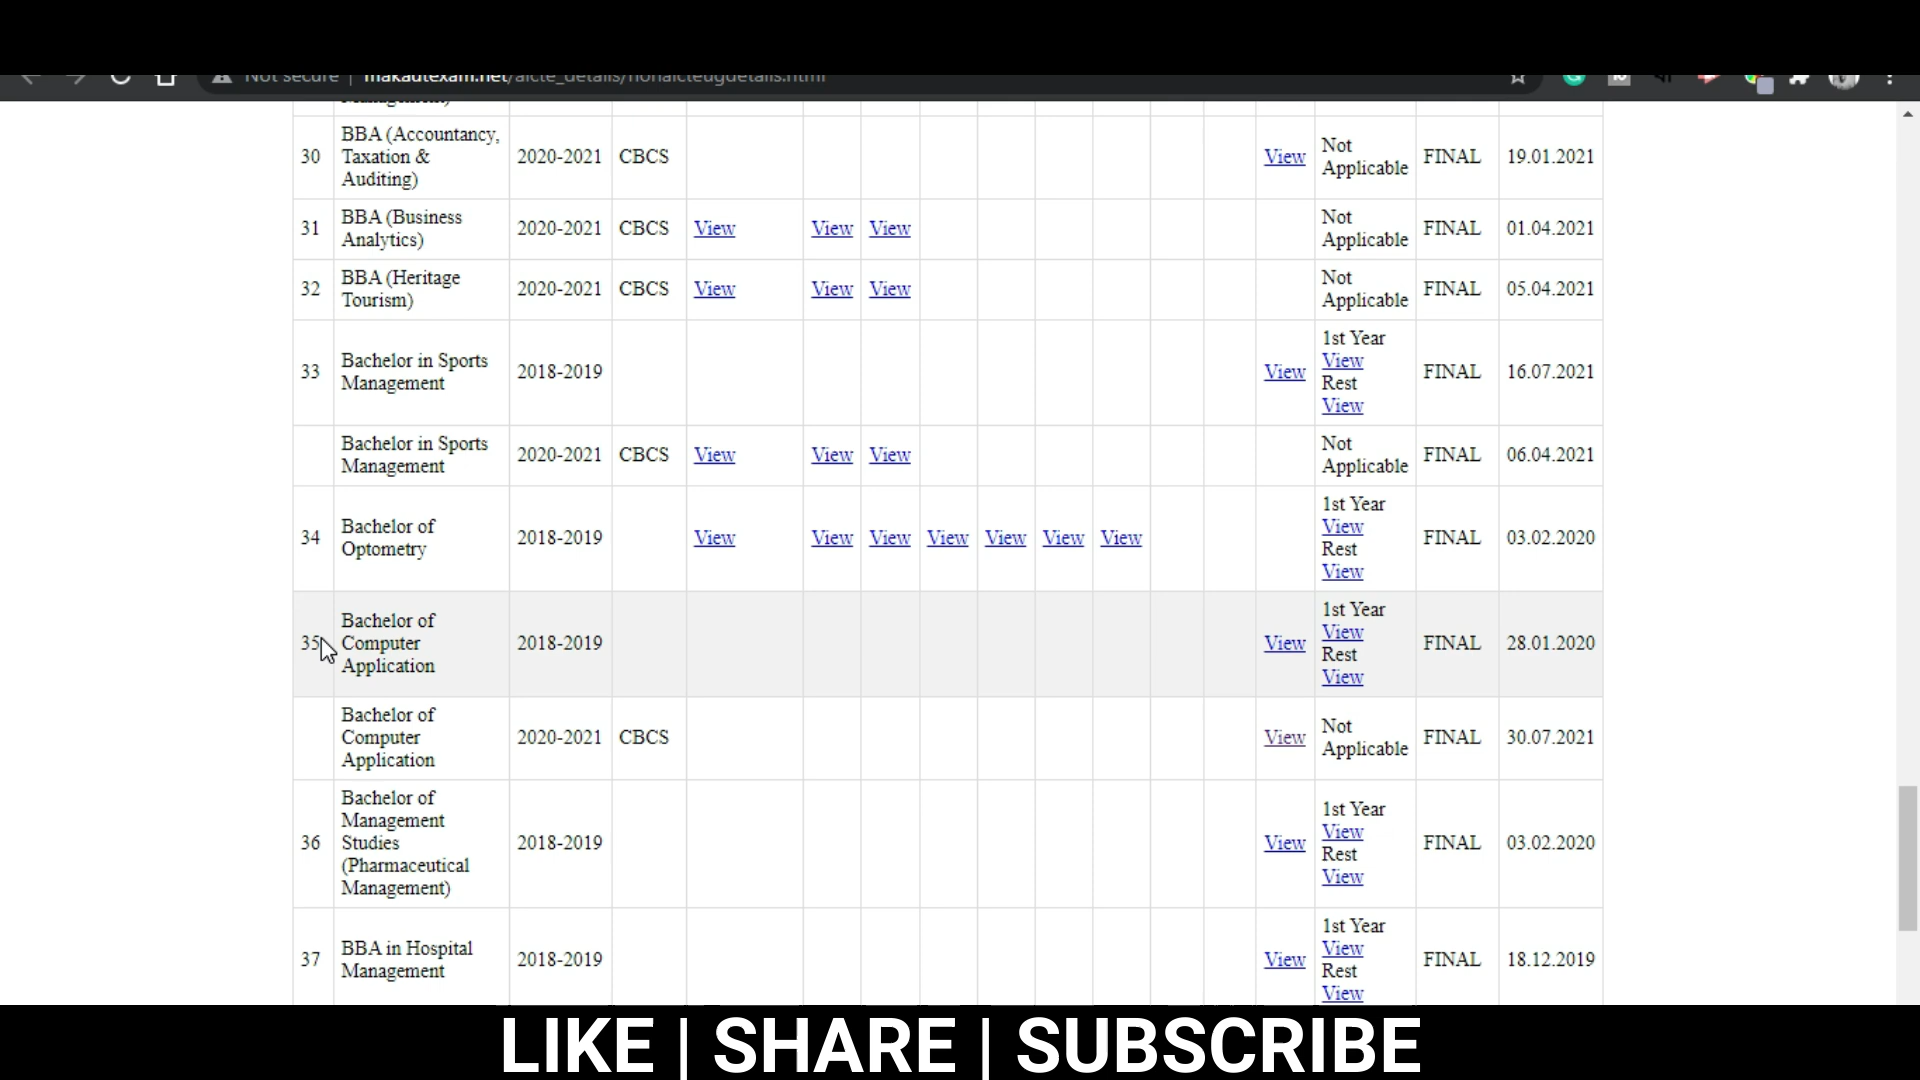 Not secure | makautexam.net/aicte_details/nonaicteugdetails.html
Management)
30 BBA (Accountancy, Taxation & Auditing) 2020-2021 CBCS View Not Applicable FINAL 19.01.2021
31 BBA (Business Analytics) 2020-2021 CBCS View View View Not Applicable FINAL 01.04.2021
32 BBA (Heritage Tourism) 2020-2021 CBCS View View View Not Applicable FINAL 05.04.2021
33 Bachelor in Sports Management 2018-2019 View 1st Year View Rest View FINAL 16.07.2021
Bachelor in Sports Management 2020-2021 CBCS View View View Not Applicable FINAL 06.04.2021
34 Bachelor of Optometry 2018-2019 View View View View View View View 1st Year View Rest View FINAL 03.02.2020
35 Bachelor of Computer Application 2018-2019 View 1st Year View Rest View FINAL 28.01.2020
Bachelor of Computer Application 2020-2021 CBCS View Not Applicable FINAL 30.07.2021
36 Bachelor of Management Studies (Pharmaceutical Management) 2018-2019 View 1st Year View Rest View FINAL 03.02.2020
37 BBA in Hospital Management 2018-2019 View 1st Year View Rest View FINAL 18.12.2019
LIKE | SHARE | SUBSCRIBE